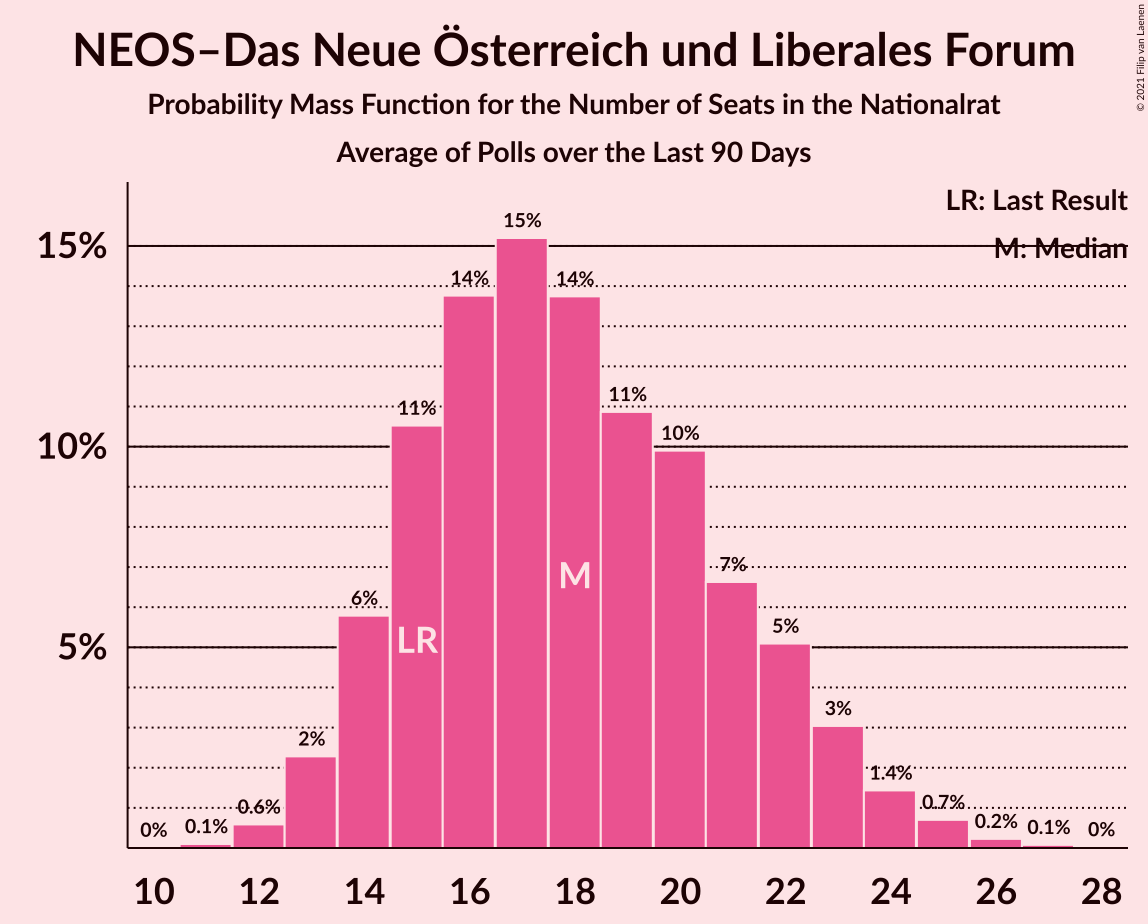 NEOS–Das Neue Österreich und Liberales Forum
Probability Mass Function for the Number of Seats in the Nationalrat
Average of Polls over the Last 90 Days
© 2021 Filip van Laenen
LR: Last Result
M: Median
15%
10%
5%
0%
0.1%
0.6%
2%
6%
11%
14%
15%
14%
11%
10%
7%
5%
3%
1.4%
0.7%
0.2%
0.1%
0%
LR
M
10 12 14 16 18 20 22 24 26 28